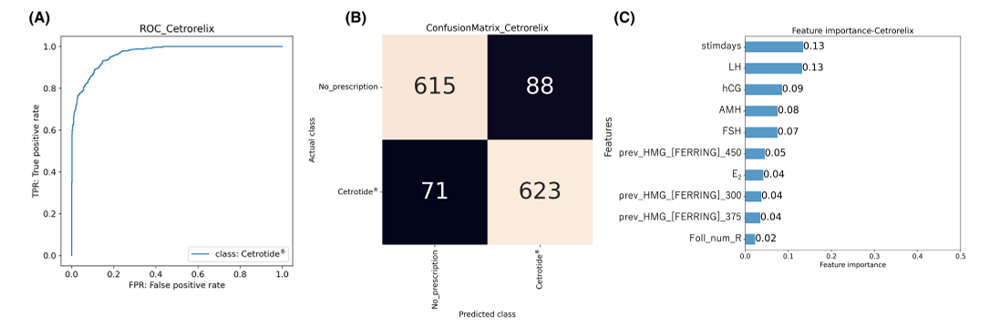 (A)
ROC_Cetrorelix
1.0
0.8
0.6
0.4
0.2
0.0
TPR: True positive rate
class: Cetrotide®
0.0 0.2 0.4 0.6 0.8 1.0
FPR: False positive rate
(B)
ConfusionMatrix_Cetrorelix
Actual class
No_prescription 615 88
Cetrotide® 71 623
No_prescription
Cetrotide®
Predicted class
(C)
Feature importance-Cetrorelix
Features
stimdays 0.13
LH 0.13
hCG 0.09
AMH 0.08
FSH 0.07
prev_HMG_[FERRING]_450 0.05
E₂ 0.04
prev_HMG_[FERRING]_300 0.04
prev_HMG_[FERRING]_375 0.04
Foll_num_R 0.02
0.0 0.1 0.2 0.3 0.4 0.5
Feature importance